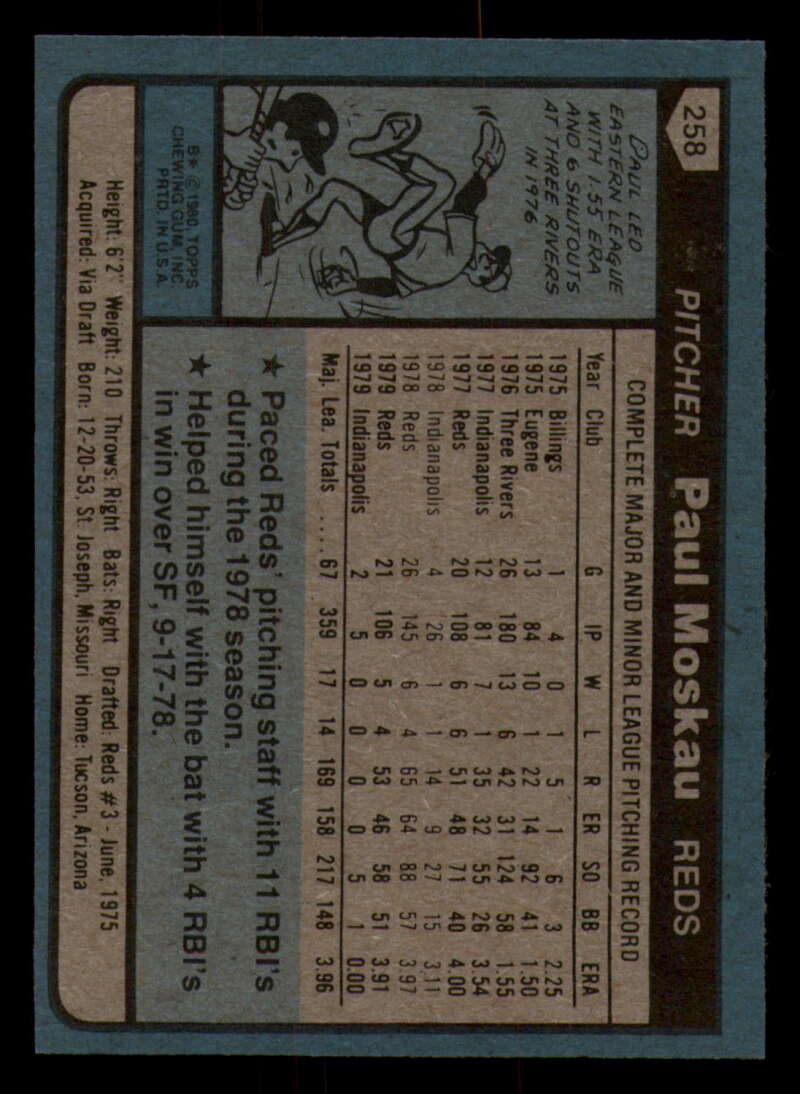 258
PITCHER Paul Moskau REDS
PAUL LED
EASTERN LEAGUE
WITH 1.55 ERA
AND 6 SHUTOUTS
AT THREE RIVERS
IN 1976
B* © 1980, TOPPS
CHEWING GUM, INC.
PRTD. IN U.S.A.
COMPLETE MAJOR AND MINOR LEAGUE PITCHING RECORD
Year Club G IP W L R ER SO BB ERA
1975 Billings 1 4 0 1 5 1 6 3 2.25
1975 Eugene 13 84 10 1 22 14 92 41 1.50
1976 Three Rivers 26 180 13 6 42 31 124 58 1.55
1977 Indianapolis 12 81 7 1 35 32 55 26 3.54
1977 Reds 20 108 6 6 51 48 71 40 4.00
1978 Indianapolis 4 26 1 1 14 9 27 15 3.11
1978 Reds 26 145 6 4 65 64 88 57 3.97
1979 Reds 21 106 5 4 53 46 58 51 3.91
1979 Indianapolis 2 5 0 0 0 0 5 1 0.00
Maj. Lea. Totals .... 67 359 17 14 169 158 217 148 3.96
★ Paced Reds' pitching staff with 11 RBI's
during the 1978 season.
★ Helped himself with the bat with 4 RBI's
in win over SF, 9-17-78.
Height: 6'2" Weight: 210 Throws: Right Bats: Right Drafted: Reds #3 - June, 1975
Acquired: Via Draft Born: 12-20-53, St. Joseph, Missouri Home: Tucson, Arizona